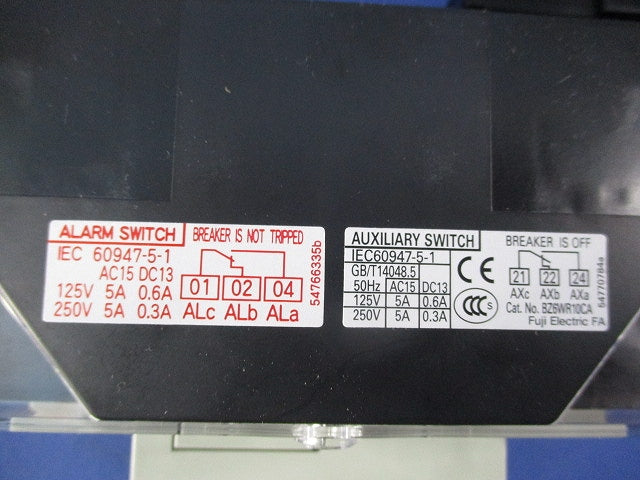 ALARM SWITCH
BREAKER IS NOT TRIPPED
IEC 60947-5-1
AC15 DC13
125V 5A 0.6A
250V 5A 0.3A
01 02 04
ALc ALb ALa
54766335b
AUXILIARY SWITCH
BREAKER IS OFF
IEC60947-5-1
GB/T14048.5
50Hz AC15 DC13
125V 5A 0.6A
250V 5A 0.3A
CE
CCC
21 22 24
AXc AXb AXa
Cat. No. BZ6WR10CA
Fuji Electric FA
54770784a